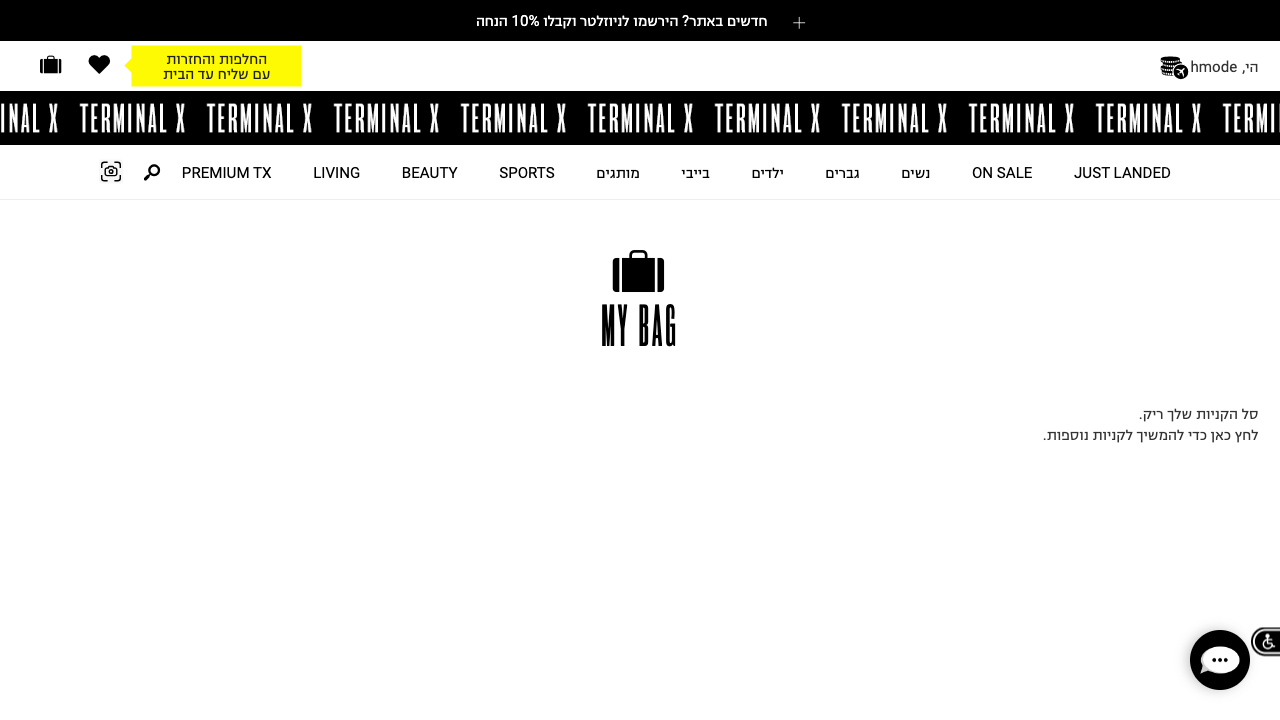 חדשים באתר? הירשמו לניוזלטר וקבלו 10% הנחה
הי, hmode
החלפות והחזרות
עם שליח עד הבית
INAL X TERMINAL X TERMINAL X TERMINAL X TERMINAL X TERMINAL X TERMINAL X TERMINAL X TERMINAL X TERMI
JUST LANDED ON SALE נשים גברים ילדים בייבי מותגים SPORTS BEAUTY LIVING PREMIUM TX
MY BAG
סל הקניות שלך ריק.
לחץ כאן כדי להמשיך לקניות נוספות.